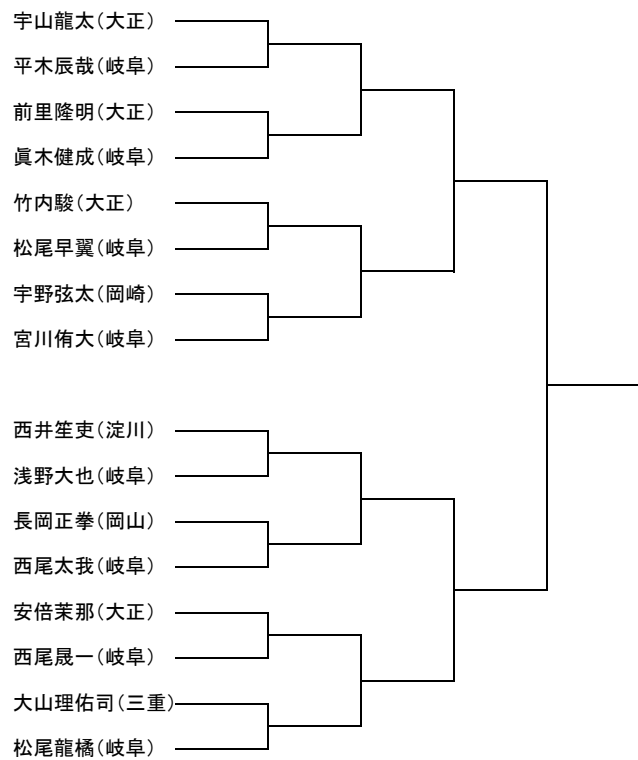 宇山龍太（大正）
平木辰哉（岐阜）
前里隆明（大正）
眞木健成（岐阜）
竹内駿（大正）
松尾早翼（岐阜）
宇野弦太（岡崎）
宮川侑大（岐阜）
西井笙吏（淀川）
浅野大也（岐阜）
長岡正拳（岡山）
西尾太我（岐阜）
安倍茉那（大正）
西尾晟一（岐阜）
大山理佑司（三重）
松尾龍橘（岐阜）